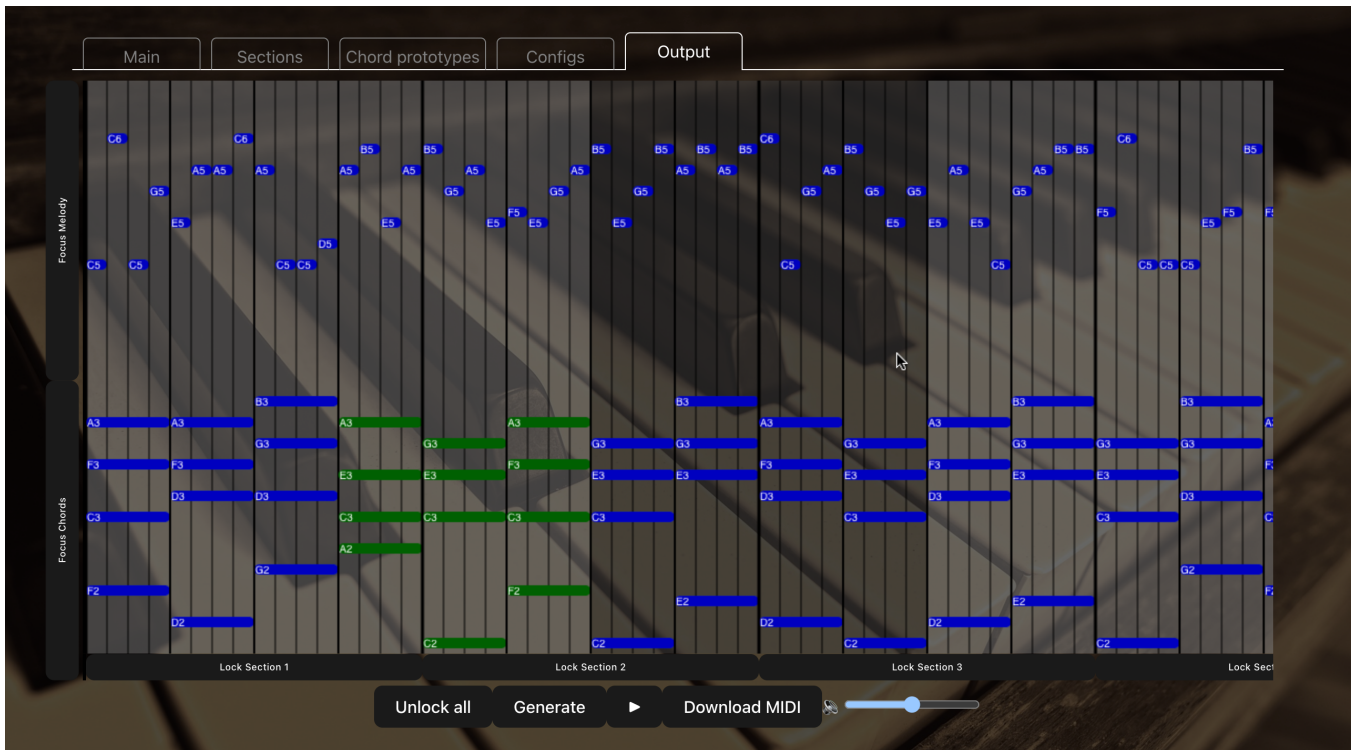 Main Sections Chord prototypes Configs Output
Focus Melody
C6 C6 C6 C6
B5 B5 B5 B5 B5 B5 B5 B5 B5 B5
A5 A5 A5 A5 A5 A5 A5 A5 A5 A5 A5 A5
G5 G5 G5 G5 G5 G5 G5 G5
F5 F5 F5
E5 E5 E5 E5 E5 E5 E5 E5 E5
D5
C5 C5 C5 C5 C5 C5 C5 C5 C5
Focus Chords
B3 B3 B3 B3
A3 A3 A3 A3 A3 A3
G3 G3 G3 G3 G3 G3 G3 G3
F3 F3 F3 F3 F3
E3 E3 E3 E3 E3 E3 E3
D3 D3 D3 D3 D3
C3 C3 C3 C3 C3 C3
A2
G2 G2
F2 F2
E2 E2
D2 D2 D2
C2 C2 C2 C2
Lock Section 1 Lock Section 2 Lock Section 3 Lock
Unlock all Generate Download MIDI